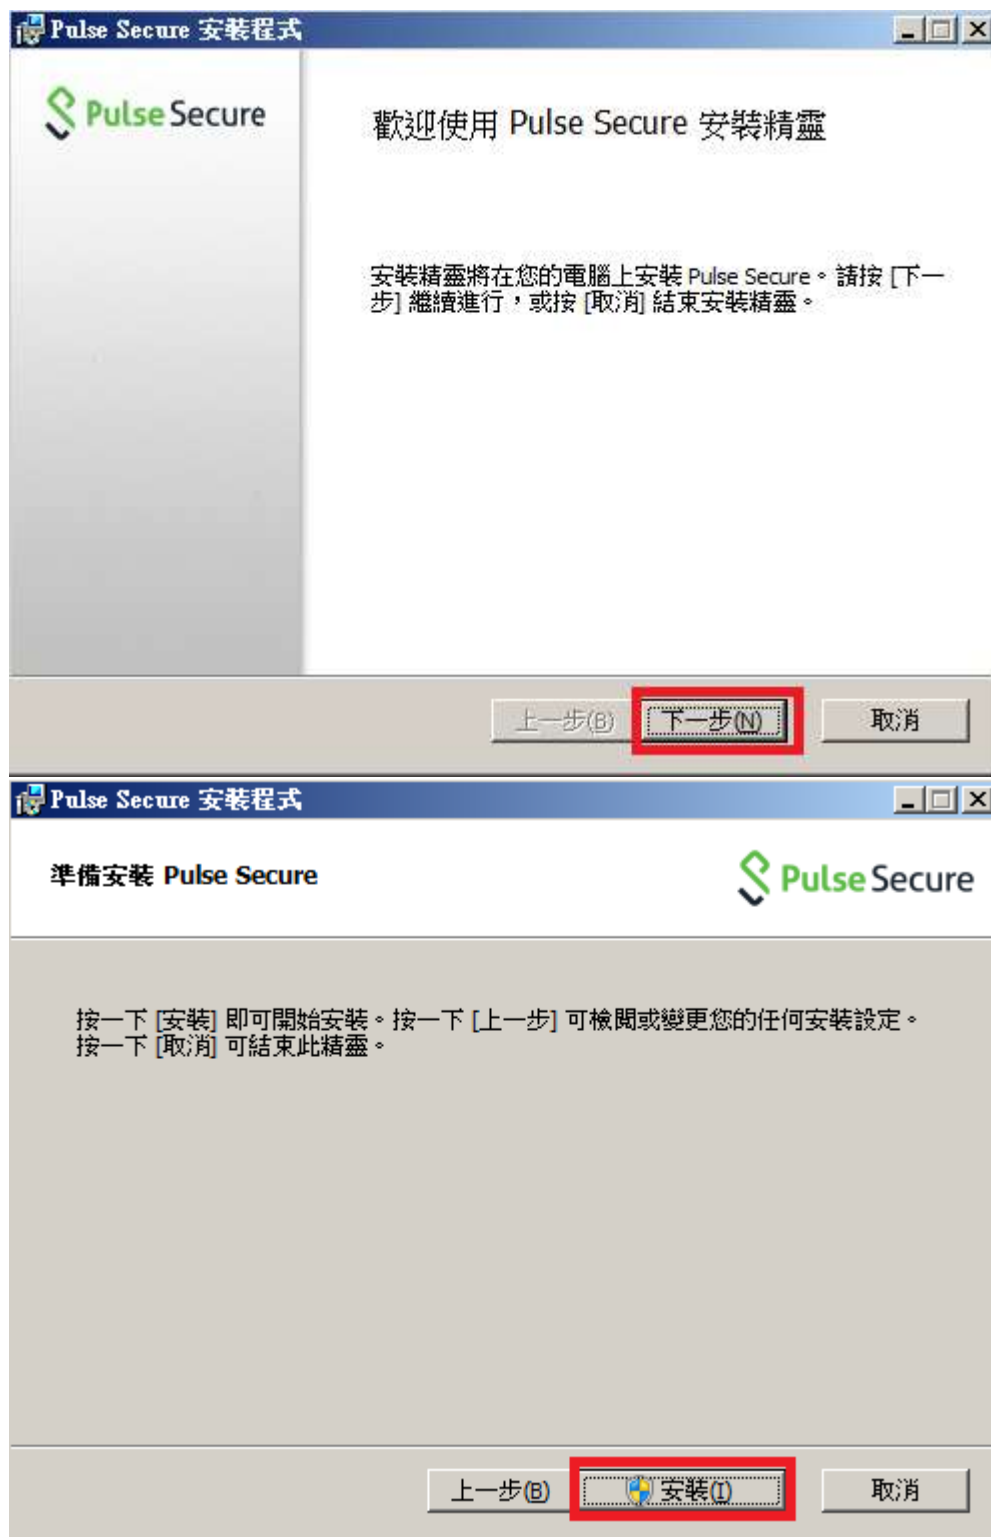 Pulse Secure 安裝程式
Pulse Secure
歡迎使用 Pulse Secure 安裝精靈
安裝精靈將在您的電腦上安裝 Pulse Secure。請按 [下一
步] 繼續進行，或按 [取消] 結束安裝精靈。
上一步(B) 下一步(N) 取消
Pulse Secure 安裝程式
準備安裝 Pulse Secure
Pulse Secure
按一下 [安裝] 即可開始安裝。按一下 [上一步] 可檢閱或變更您的任何安裝設定。
按一下 [取消] 可結束此精靈。
上一步(B) 安裝(I) 取消